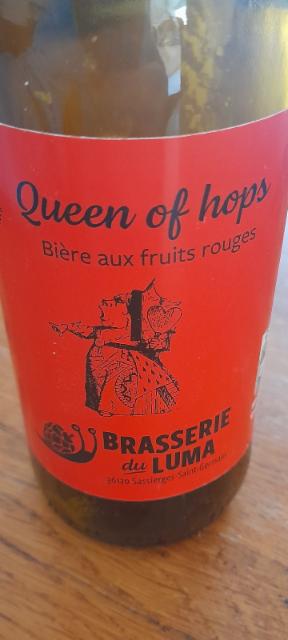 Queen of hops
Bière aux fruits rouges
BRASSERIE
du LUMA
36120 Sassierges-Saint-Germain